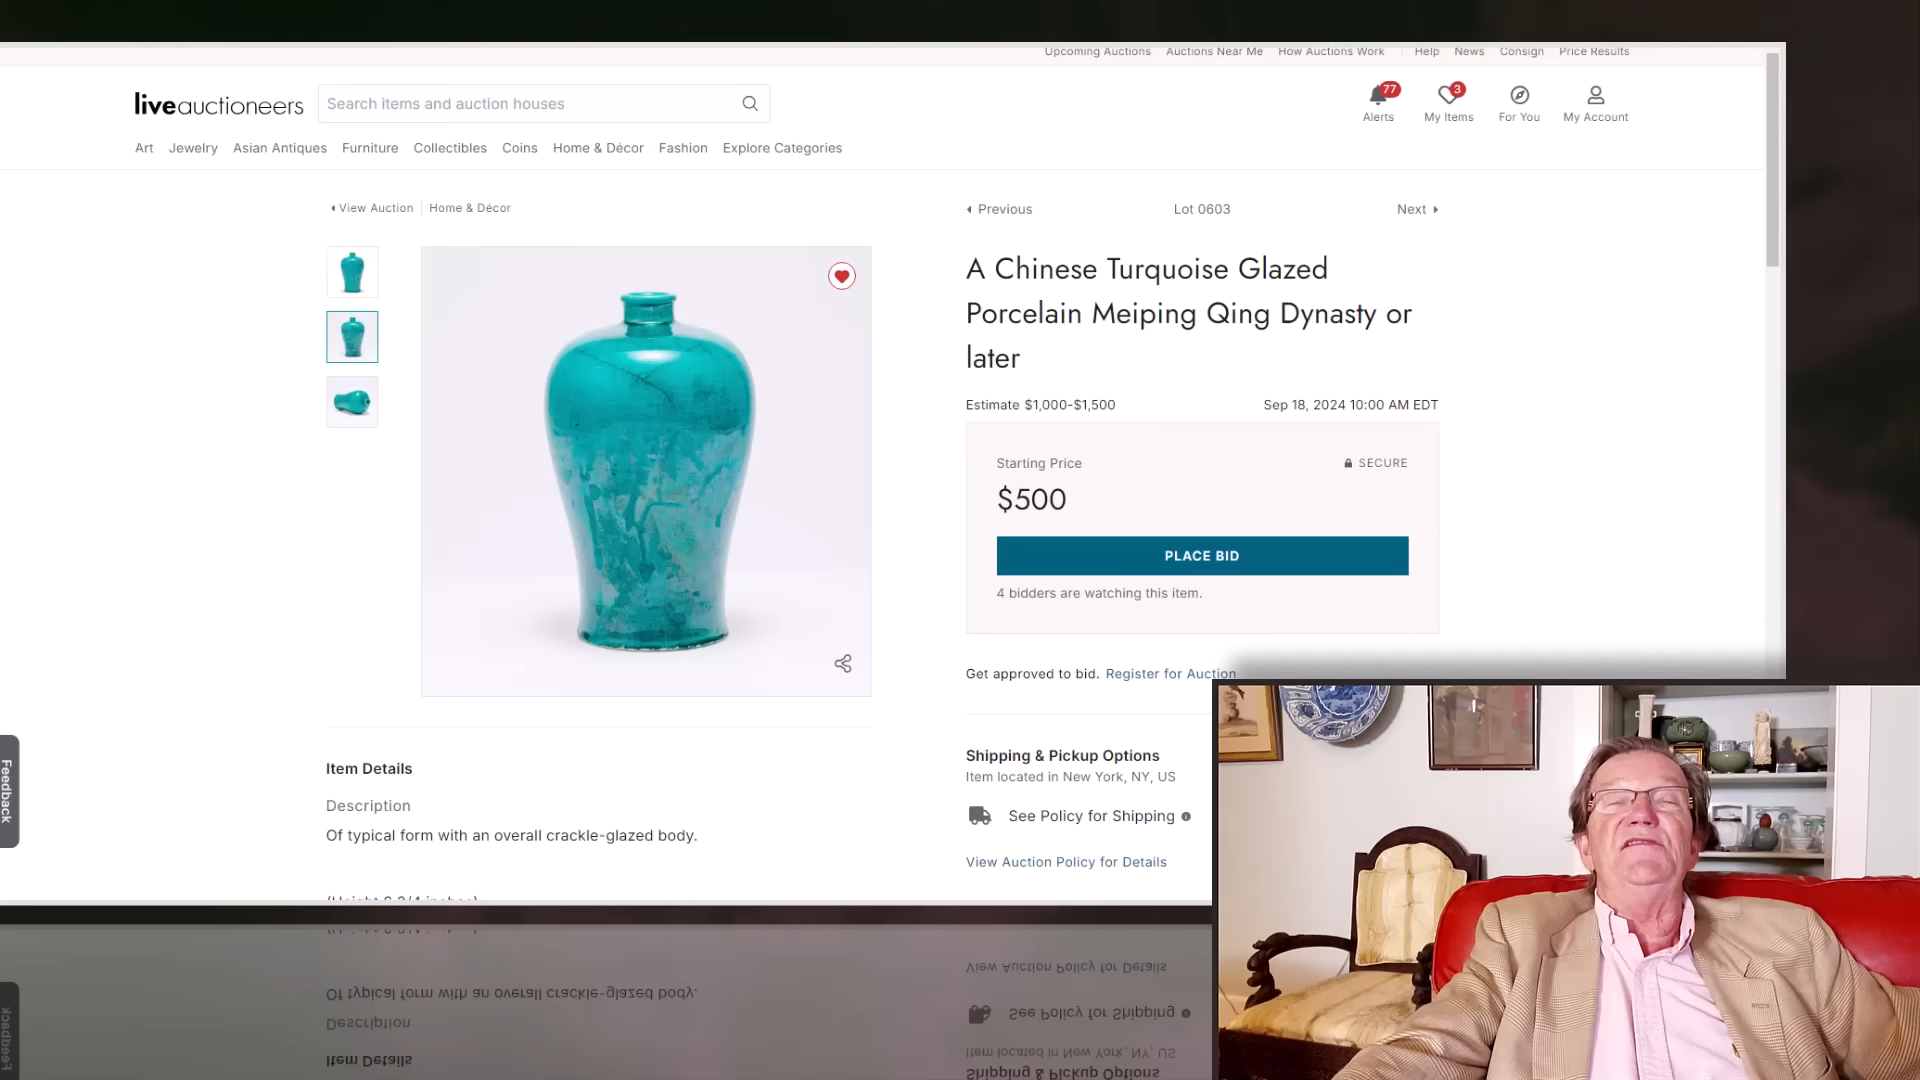 Upcoming Auctions Auctions Near Me How Auctions Work Help News Consign Price Results
liveauctioneers
Search items and auction houses
77
3
Alerts My Items For You My Account
Art Jewelry Asian Antiques Furniture Collectibles Coins Home & Décor Fashion Explore Categories
View Auction Home & Décor
Previous Lot 0603 Next
A Chinese Turquoise Glazed
Porcelain Meiping Qing Dynasty or
later
Estimate $1,000-$1,500 Sep 18, 2024 10:00 AM EDT
Starting Price SECURE
$500
PLACE BID
4 bidders are watching this item.
Get approved to bid. Register for Auction
Shipping & Pickup Options
Item located in New York, NY, US
See Policy for Shipping
View Auction Policy for Details
Item Details
Description
Of typical form with an overall crackle-glazed body.
Feedback